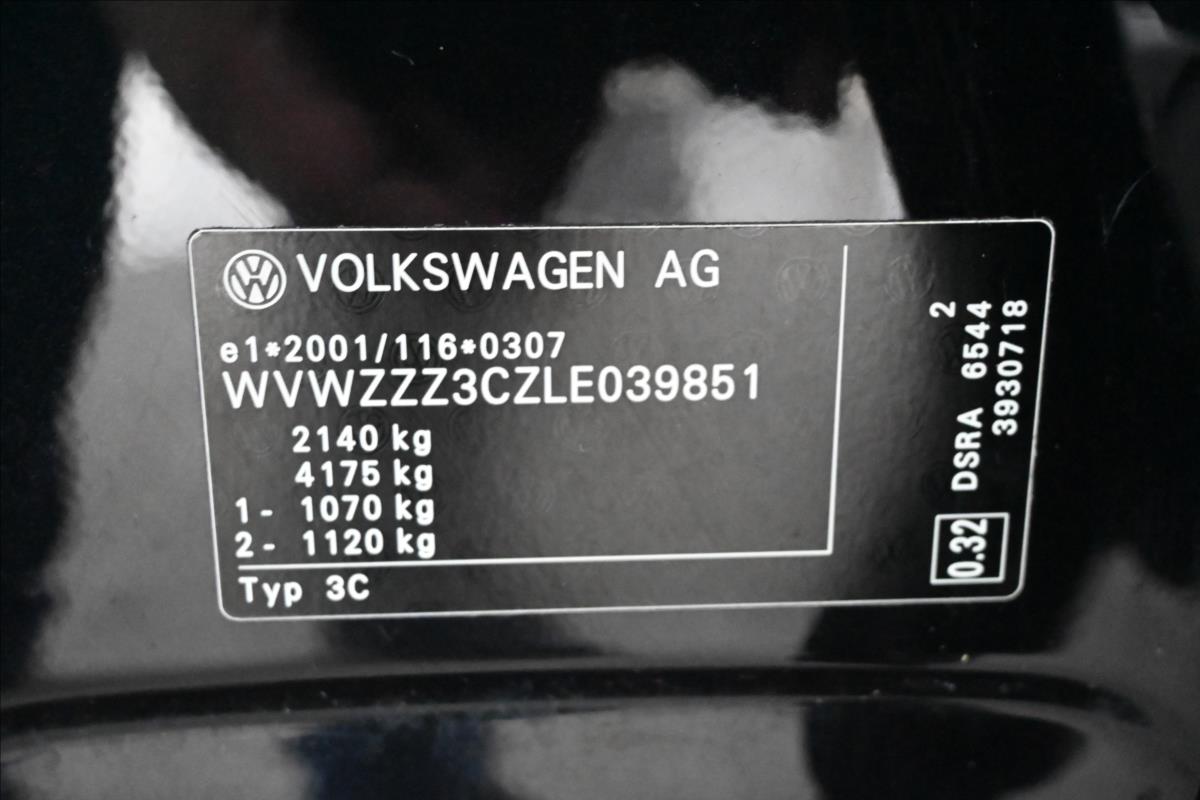 VOLKSWAGEN AG
e1*2001/116*0307
WVWZZZ3CZLE039851
2140 kg
4175 kg
1- 1070 kg
2- 1120 kg
Typ 3C
2
DSRA 6544
3930718
0.32